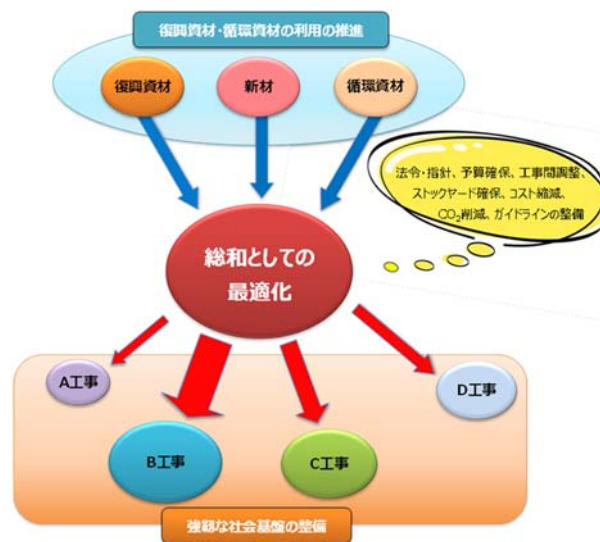 復興資材・循環資材の利用の推進
復興資材
新材
循環資材
法令・指針、予算確保、工事間調整、
ストックヤード確保、コスト縮減、
CO₂削減、ガイドラインの整備
総和としての
最適化
A工事
D工事
B工事
C工事
強靭な社会基盤の整備